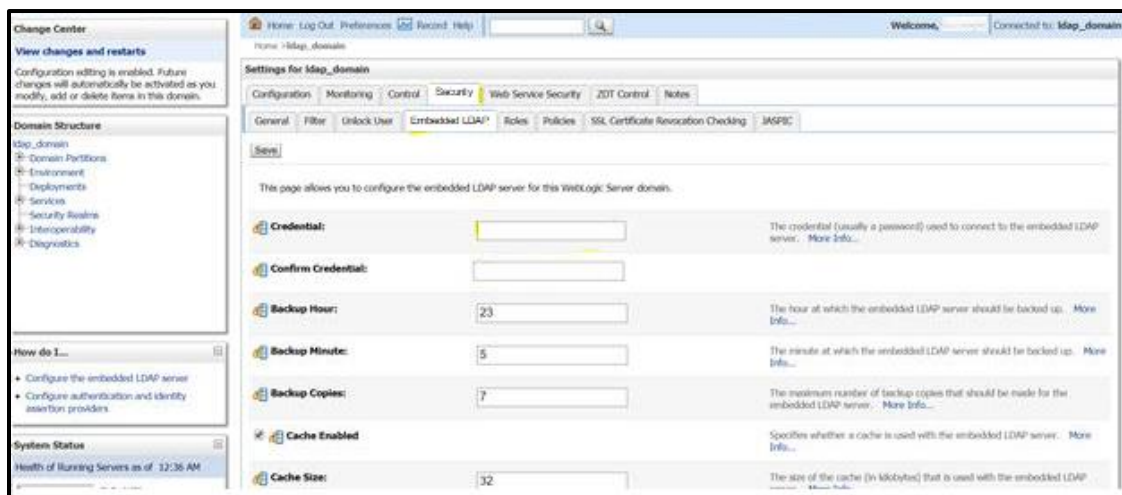 Change Center
View changes and restarts
Configuration editing is enabled. Future
changes will automatically be activated as you
modify, add or delete items in this domain.
Domain Structure
ldap_domain
Domain Partitions
Environment
Deployments
Services
Security Realms
Interoperability
Diagnostics
How do I...
Configure the embedded LDAP server
Configure authentication and identity
assertion providers
System Status
Health of Running Servers as of 12:36 AM
Home Log Out Preferences Record Help
Welcome,
Connected to: ldap_domain
Home >ldap_domain
Settings for ldap_domain
Configuration Monitoring Control Security Web Service Security ZDT Control Notes
General Filter Unlock User Embedded LDAP Roles Policies SSL Certificate Revocation Checking JASPIC
Save
This page allows you to configure the embedded LDAP server for this WebLogic Server domain.
Credential:
The credential (usually a password) used to connect to the embedded LDAP
server. More Info...
Confirm Credential:
Backup Hour:
23
The hour at which the embedded LDAP server should be backed up. More
Info...
Backup Minute:
5
The minute at which the embedded LDAP server should be backed up. More
Info...
Backup Copies:
7
The maximum number of backup copies that should be made for the
embedded LDAP server. More Info...
Cache Enabled
Specifies whether a cache is used with the embedded LDAP server. More
Info...
Cache Size:
32
The size of the cache (in kilobytes) that is used with the embedded LDAP
server. More Info...